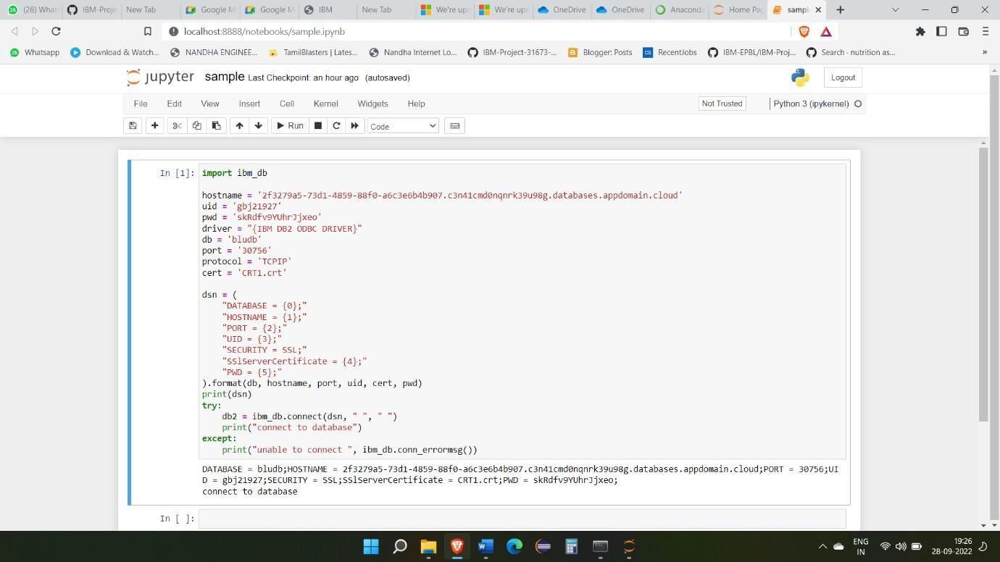 (26) What
IBM-Proje
New Tab
Google M
Google M
IBM
New Tab
We're upd
We're upd
OneDrive
OneDrive
Anaconda
Home Pag
sampl
localhost:8888/notebooks/sample.ipynb
26 Whatsapp
Download & Watch...
NANDHA ENGINEE...
TamilBlasters | Lates...
Nandha Internet Lo...
IBM-Project-31673-...
Blogger: Posts
CS RecentJobs
IBM-EPBL/IBM-Proj...
Search · nutrition as...
»
jupyter sample Last Checkpoint: an hour ago (autosaved)
Logout
File Edit View Insert Cell Kernel Widgets Help
Not Trusted
Python 3 (ipykernel)
Run
Code
In [1]: import ibm_db
hostname = '2f3279a5-73d1-4859-88f0-a6c3e6b4b907.c3n41cmd0nqnrk39u98g.databases.appdomain.cloud'
uid = 'gbj21927'
pwd = 'skRdfv9YUhrJjxeo'
driver = "{IBM DB2 ODBC DRIVER}"
db = 'bludb'
port = '30756'
protocol = 'TCPIP'
cert = 'CRT1.crt'
dsn = (
"DATABASE = {0};"
"HOSTNAME = {1};"
"PORT = {2};"
"UID = {3};"
"SECURITY = SSL;"
"SSlServerCertificate = {4};"
"PWD = {5};"
).format(db, hostname, port, uid, cert, pwd)
print(dsn)
try:
db2 = ibm_db.connect(dsn, " ", " ")
print("connect to database")
except:
print("unable to connect ", ibm_db.conn_errormsg())
DATABASE = bludb;HOSTNAME = 2f3279a5-73d1-4859-88f0-a6c3e6b4b907.c3n41cmd0nqnrk39u98g.databases.appdomain.cloud;PORT = 30756;UI
D = gbj21927;SECURITY = SSL;SSlServerCertificate = CRT1.crt;PWD = skRdfv9YUhrJjxeo;
connect to database
In [ ]:
ENG
IN
19:26
28-09-2022